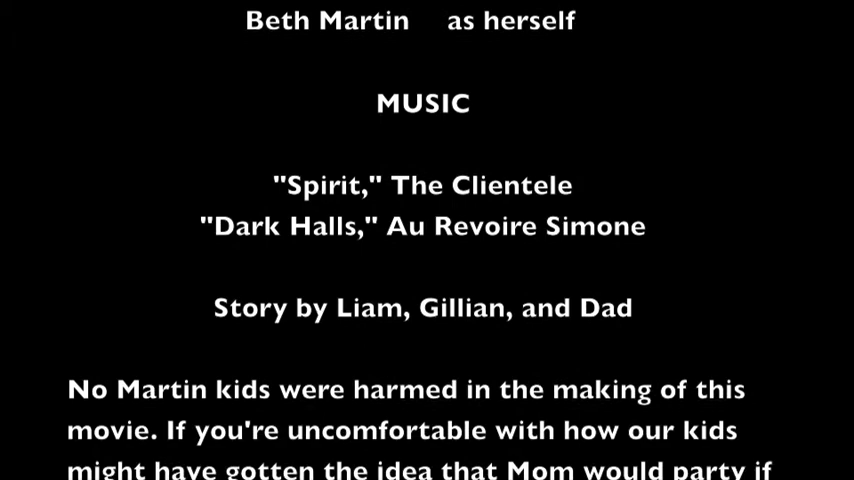 Beth Martin as herself
MUSIC
"Spirit," The Clientele
"Dark Halls," Au Revoire Simone
Story by Liam, Gillian, and Dad
No Martin kids were harmed in the making of this
movie. If you're uncomfortable with how our kids
might have gotten the idea that Mom would party if